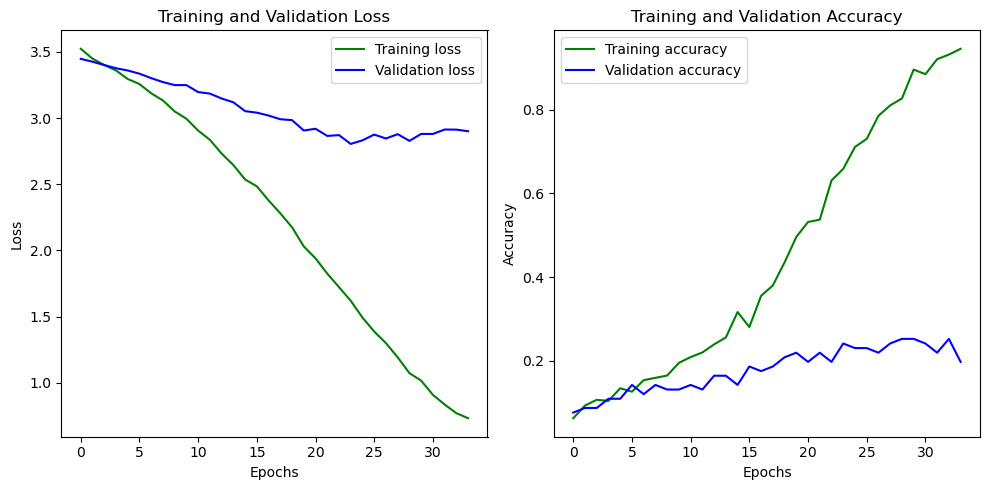 Training and Validation Loss
Training loss
Validation loss
3.5
3.0
2.5
2.0
1.5
1.0
Loss
0
5
10
15
20
25
30
Epochs
Training and Validation Accuracy
Training accuracy
Validation accuracy
0.8
0.6
0.4
0.2
Accuracy
0
5
10
15
20
25
30
Epochs